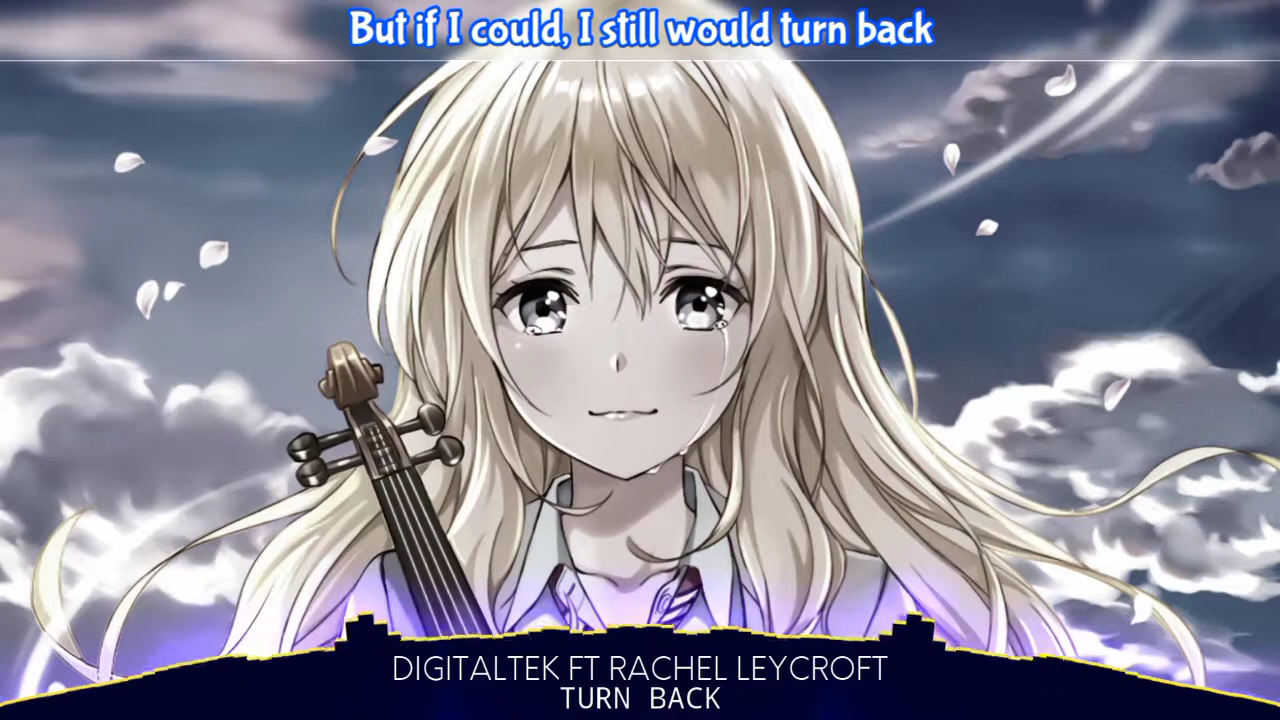 But if I could, I still would turn back
DIGITALTEK FT RACHEL LEYCROFT
TURN BACK